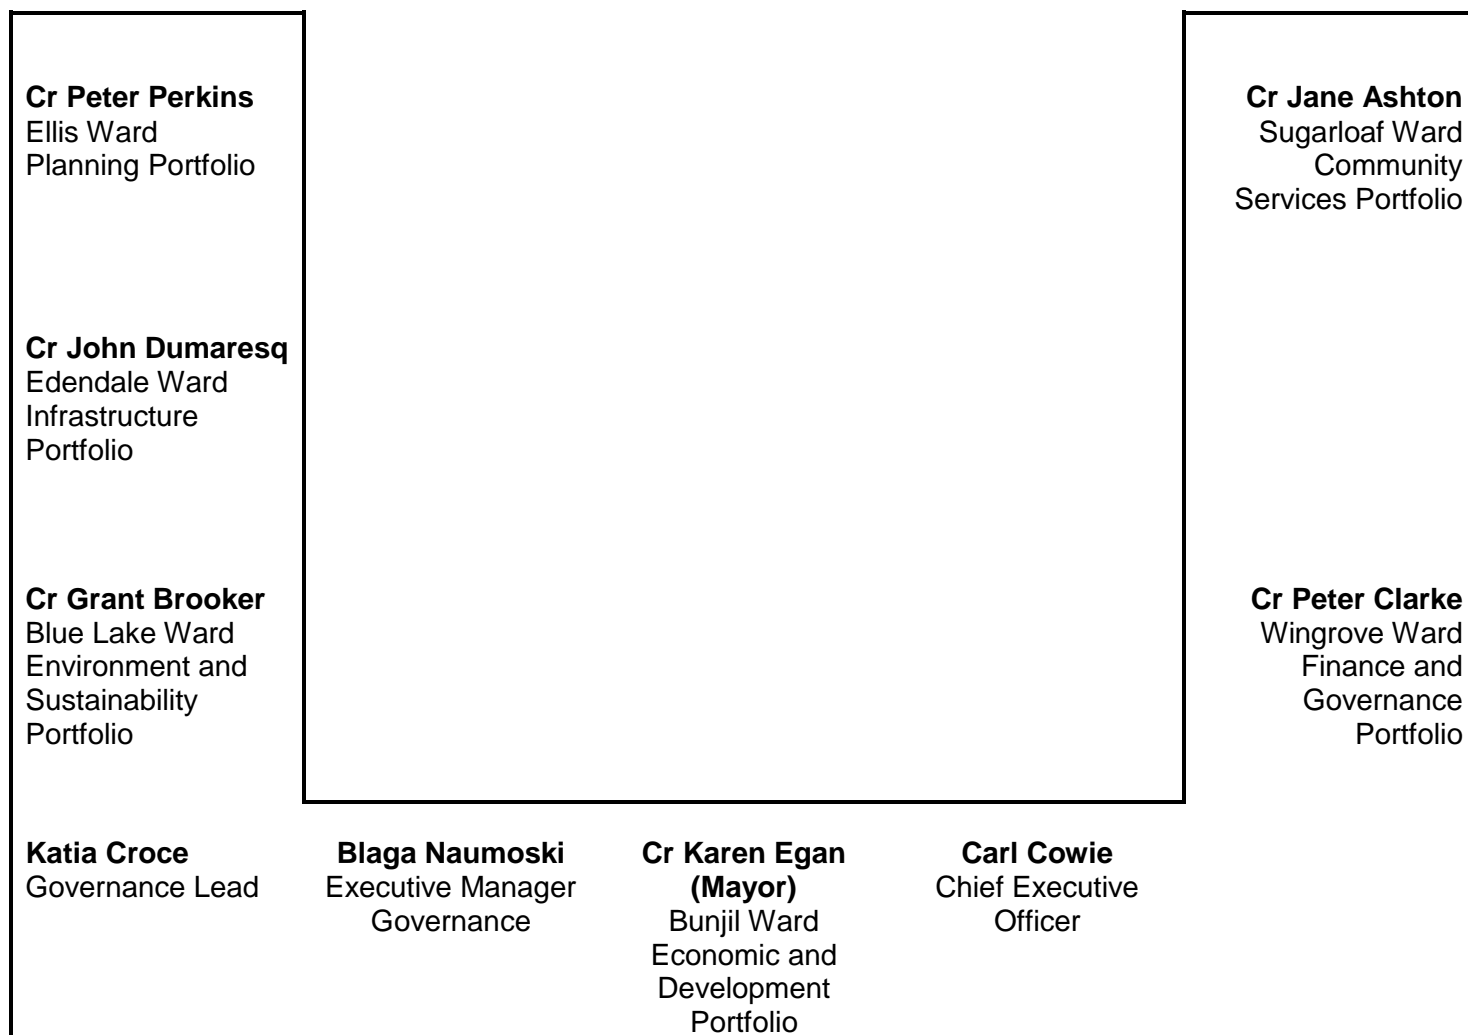 Cr Peter Perkins
Ellis Ward
Planning Portfolio
Cr Jane Ashton
Sugarloaf Ward
Community
Services Portfolio
Cr John Dumaresq
Edendale Ward
Infrastructure
Portfolio
Cr Grant Brooker
Blue Lake Ward
Environment and
Sustainability
Portfolio
Cr Peter Clarke
Wingrove Ward
Finance and
Governance
Portfolio
Katia Croce
Governance Lead
Blaga Naumoski
Executive Manager
Governance
Cr Karen Egan
(Mayor)
Bunjil Ward
Economic and
Development
Portfolio
Carl Cowie
Chief Executive
Officer